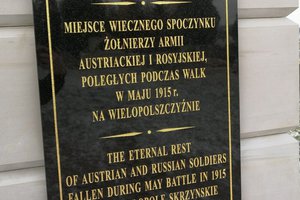 MIEJSCE WIECZNEGO SPOCZYNKU
ŻOŁNIERZY ARMII
AUSTRIACKIEJ I ROSYJSKIEJ,
POLEGŁYCH PODCZAS WALK
W MAJU 1915 r.
NA WIELOPOLSZCZYŹNIE
THE ETERNAL REST
OF AUSTRIAN AND RUSSIAN SOLDIERS
FALLEN DURING MAY BATTLE IN 1915
SKRZYNSKIE